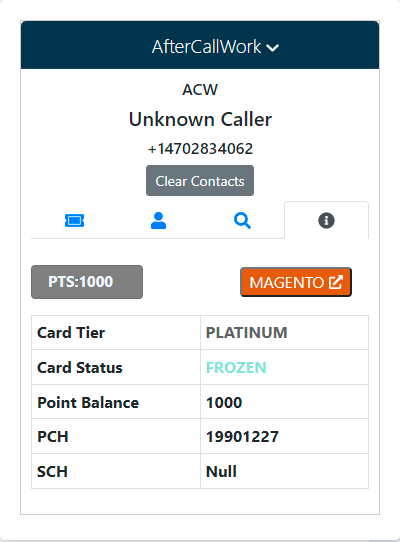 AfterCallWork
ACW
Unknown Caller
+14702834062
Clear Contacts
PTS:1000
MAGENTO
Card Tier PLATINUM
Card Status FROZEN
Point Balance 1000
PCH 19901227
SCH Null